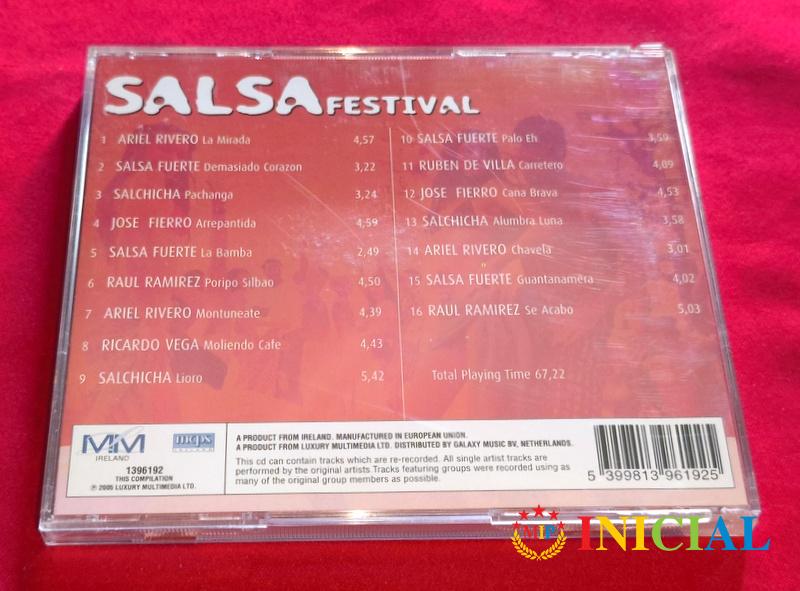 SALSA FESTIVAL
1 ARIEL RIVERO La Mirada 4,57
2 SALSA FUERTE Demasiado Corazon 3,22
3 SALCHICHA Pachanga 3,24
4 JOSE FIERRO Arrepantida 4,59
5 SALSA FUERTE La Bamba 2,49
6 RAUL RAMIREZ Poripo Silbao 4,50
7 ARIEL RIVERO Montuneate 4,39
8 RICARDO VEGA Moliendo Cafe 4,43
9 SALCHICHA Lioro 5,42
10 SALSA FUERTE Palo Eh 3,59
11 RUBEN DE VILLA Carretero 4,09
12 JOSE FIERRO Cana Brava 4,53
13 SALCHICHA Alumbra Luna 3,58
14 ARIEL RIVERO Chavela 3,01
15 SALSA FUERTE Guantanamera 4,02
16 RAUL RAMIREZ Se Acabo 5,03
Total Playing Time 67,22
MM
IRELAND
mcps
IRELAND
1396192
THIS COMPILATION
℗ 2005 LUXURY MULTIMEDIA LTD.
A PRODUCT FROM IRELAND. MANUFACTURED IN EUROPEAN UNION.
A PRODUCT FROM LUXURY MULTIMEDIA LTD. DISTRIBUTED BY GALAXY MUSIC BV, NETHERLANDS.
This cd can contain tracks which are re-recorded. All single artist tracks are
performed by the original artists Tracks featuring groups were recorded using as
many of the original group members as possible.
5 399813 961925
MIP INICIAL